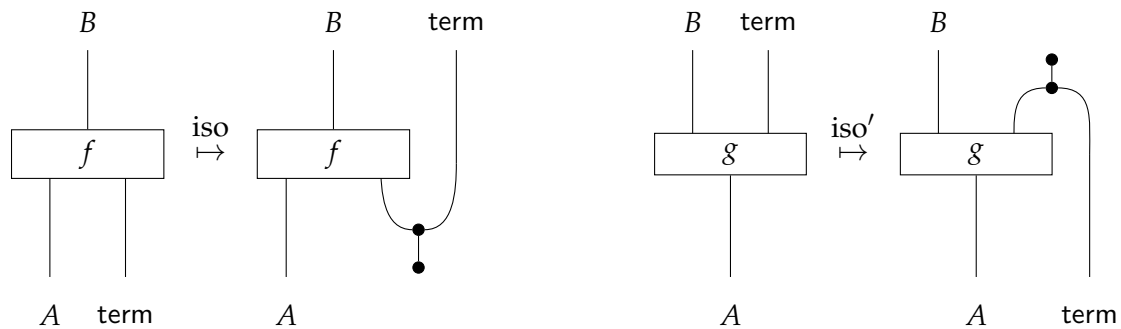 B B term B term B
f iso ↦ f g iso′ ↦ g
A term A A A term